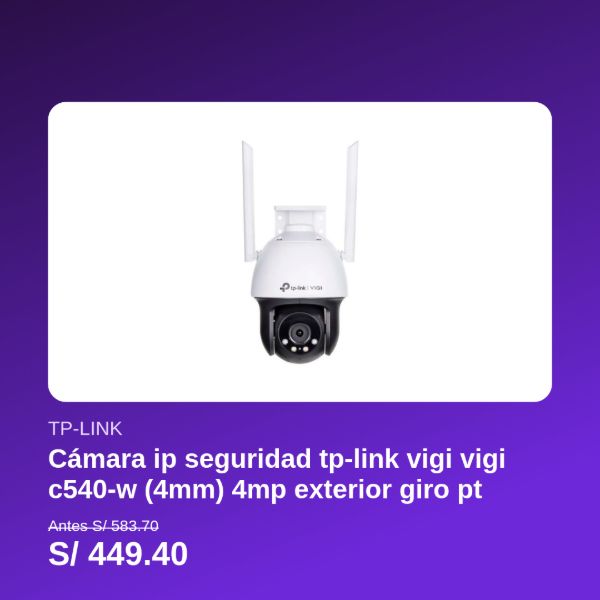 tp-link | VIGI
TP-LINK
Cámara ip seguridad tp-link vigi vigi
c540-w (4mm) 4mp exterior giro pt
Antes S/ 583.70
S/ 449.40